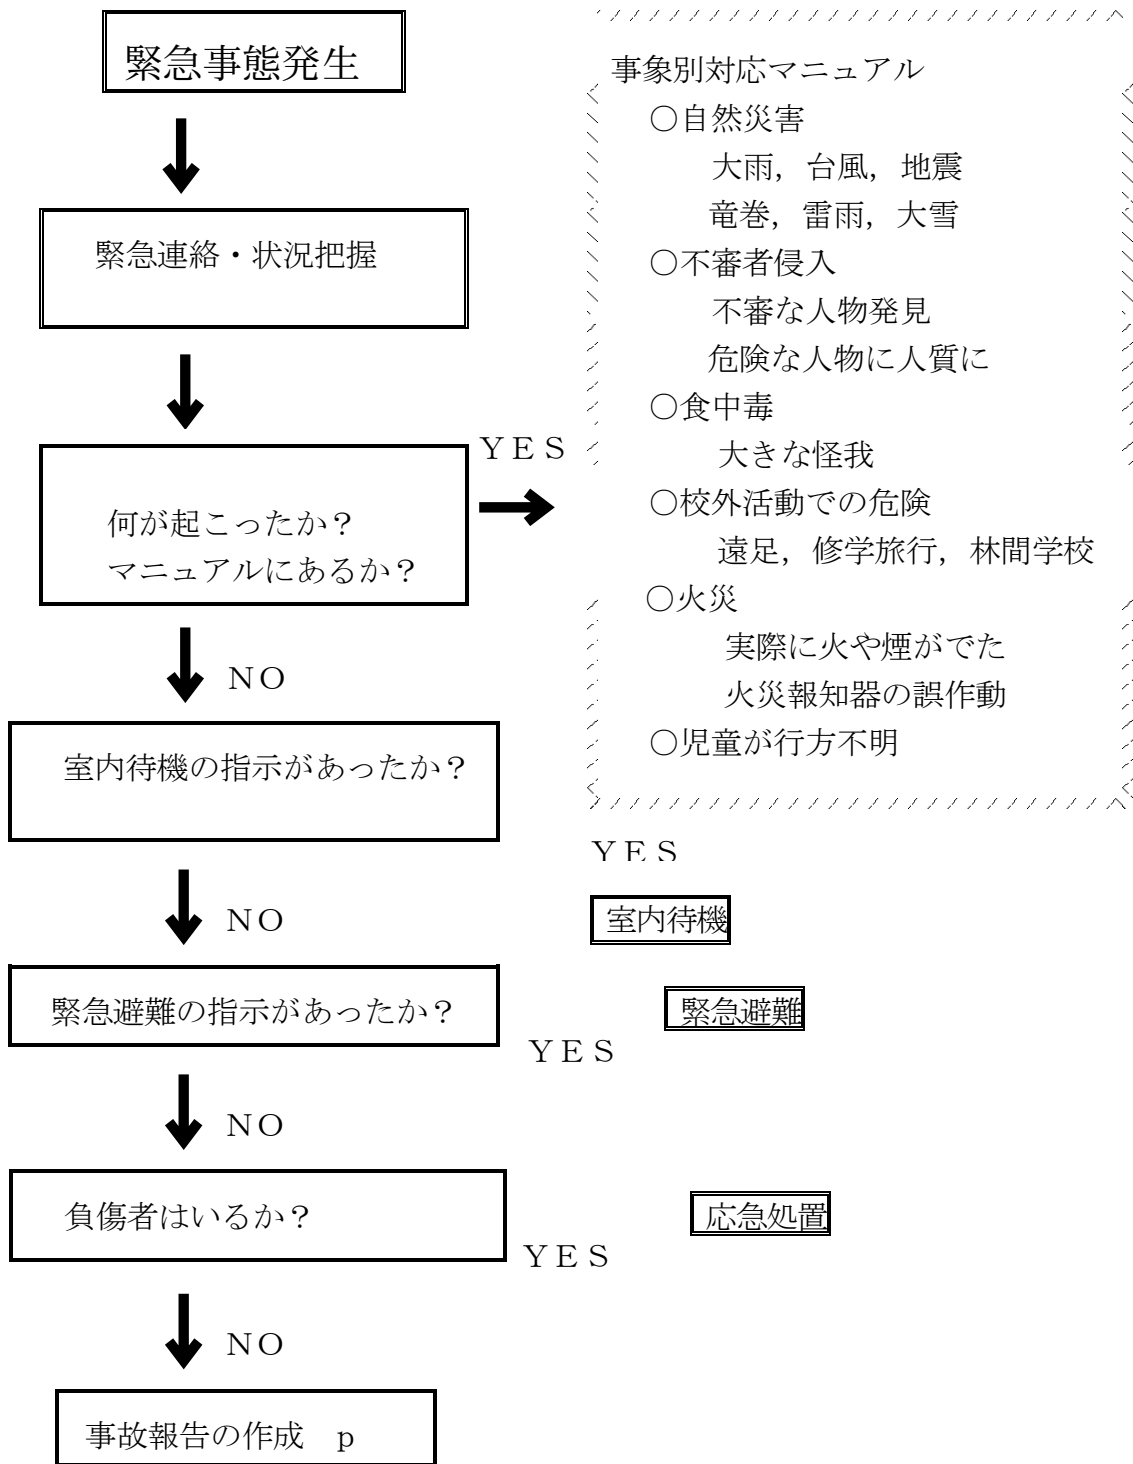 緊急事態発生
緊急連絡・状況把握
何が起こったか？
マニュアルにあるか？
ＹＥＳ
事象別対応マニュアル
○自然災害
大雨，台風，地震
竜巻，雷雨，大雪
○不審者侵入
不審な人物発見
危険な人物に人質に
○食中毒
大きな怪我
○校外活動での危険
遠足，修学旅行，林間学校
○火災
実際に火や煙がでた
火災報知器の誤作動
○児童が行方不明
ＮＯ
室内待機の指示があったか？
ＹＥＳ
室内待機
ＮＯ
緊急避難の指示があったか？
ＹＥＳ
緊急避難
ＮＯ
負傷者はいるか？
ＹＥＳ
応急処置
ＮＯ
事故報告の作成　p